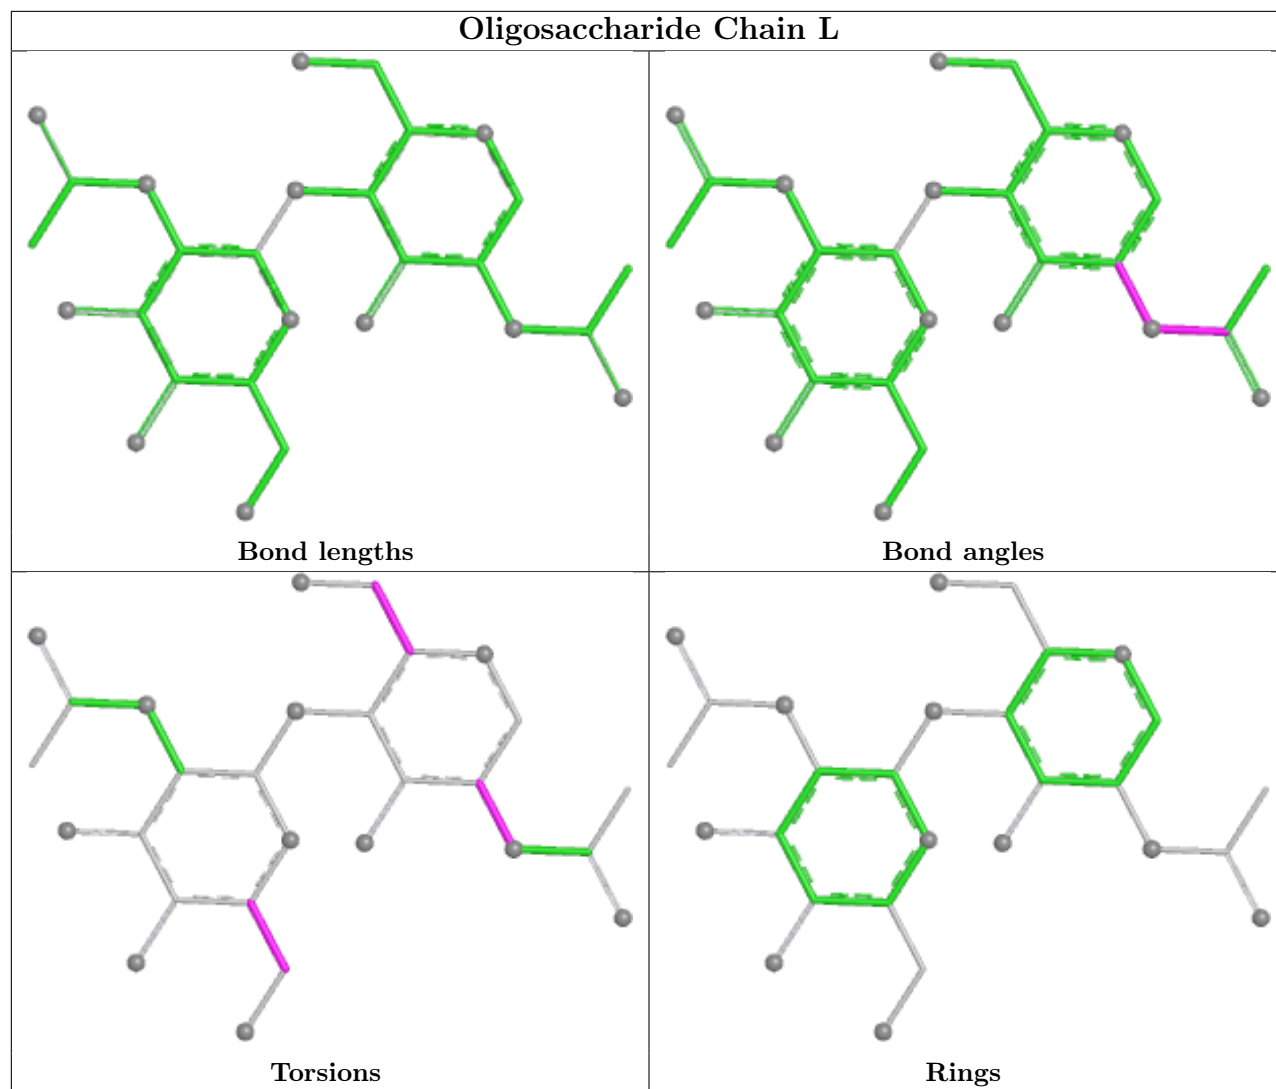 Oligosaccharide Chain L
Bond lengths
Bond angles
Torsions
Rings